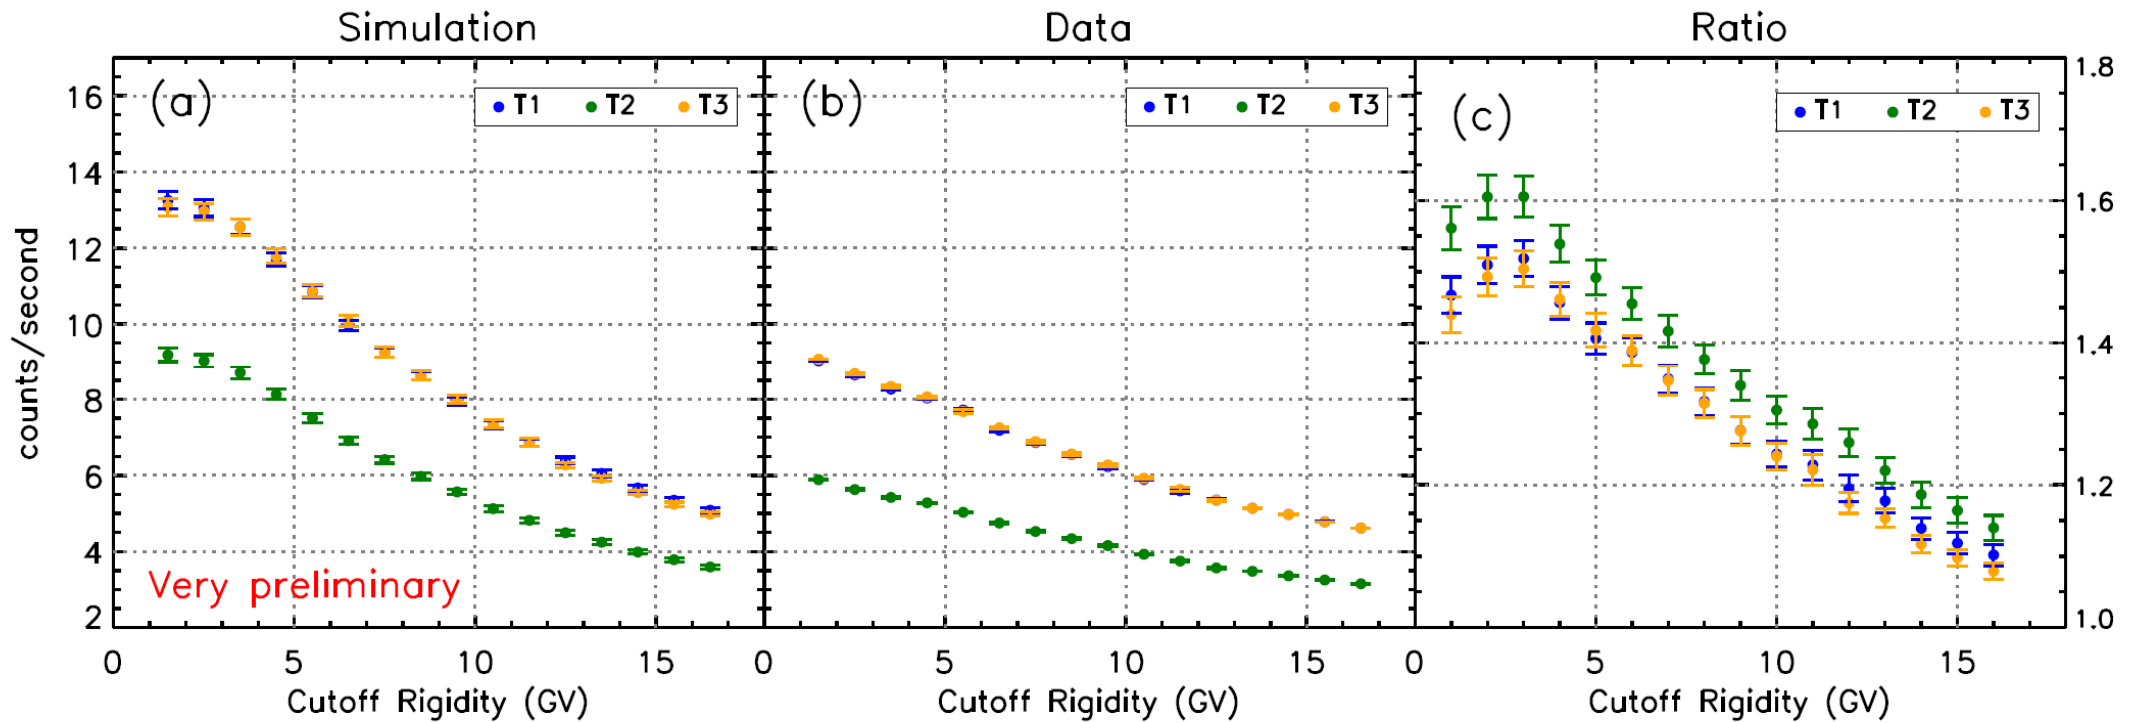 Simulation Data Ratio
(a) T1 T2 T3
(b) T1 T2 T3
(c) T1 T2 T3
counts/second
16
14
12
10
8
6
4
2
1.8
1.6
1.4
1.2
1.0
Very preliminary
0 5 10 15 0 5 10 15 0 5 10 15
Cutoff Rigidity (GV) Cutoff Rigidity (GV) Cutoff Rigidity (GV)